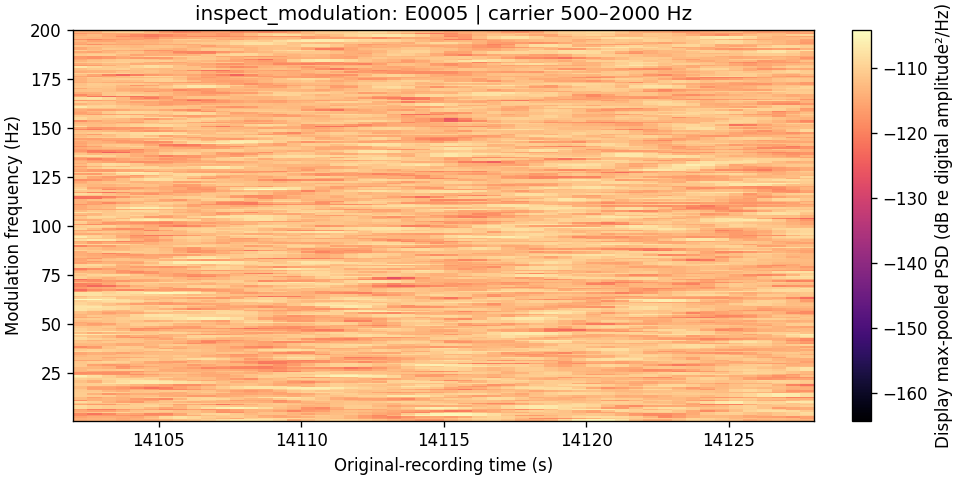 inspect_modulation: E0005 | carrier 500–2000 Hz
200
175
150
125
100
75
50
25
Modulation frequency (Hz)
14105 14110 14115 14120 14125
Original-recording time (s)
−110
−120
−130
−140
−150
−160
Display max-pooled PSD (dB re digital amplitude²/Hz)